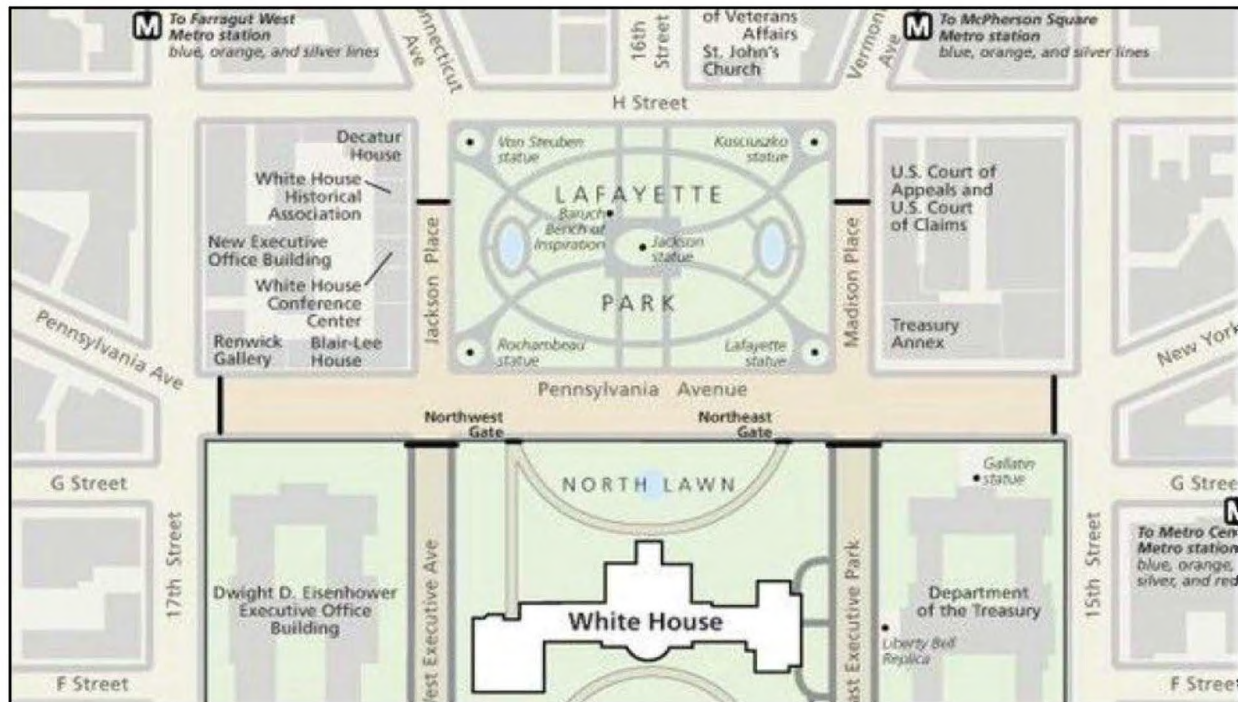 M
To Farragut West
Metro station
blue, orange, and silver lines
Connecticut
Ave
16th
Street
of Veterans
Affairs
St. John's
Church
Vermont
Ave
M
To McPherson Square
Metro station
blue, orange, and silver lines
H Street
Decatur
House
White House
Historical
Association
New Executive
Office Building
White House
Conference
Center
Renwick
Gallery
Blair-Lee
House
Jackson Place
Von Steuben
statue
Kosciuszko
statue
LAFAYETTE
Baruch
Bench of
Inspiration
Jackson
statue
PARK
Rochambeau
statue
Lafayette
statue
Madison Place
U.S. Court of
Appeals and
U.S. Court
of Claims
Treasury
Annex
Pennsylvania Ave
New York
Pennsylvania Avenue
Northwest
Gate
Northeast
Gate
G Street
NORTH LAWN
Gallatin
statue
G Street
M
To Metro Cen
Metro station
blue, orange,
silver, and red
17th Street
Dwight D. Eisenhower
Executive Office
Building
West Executive Ave
White House
East Executive Park
Department
of the Treasury
Liberty Bell
Replica
15th Street
F Street
F Street